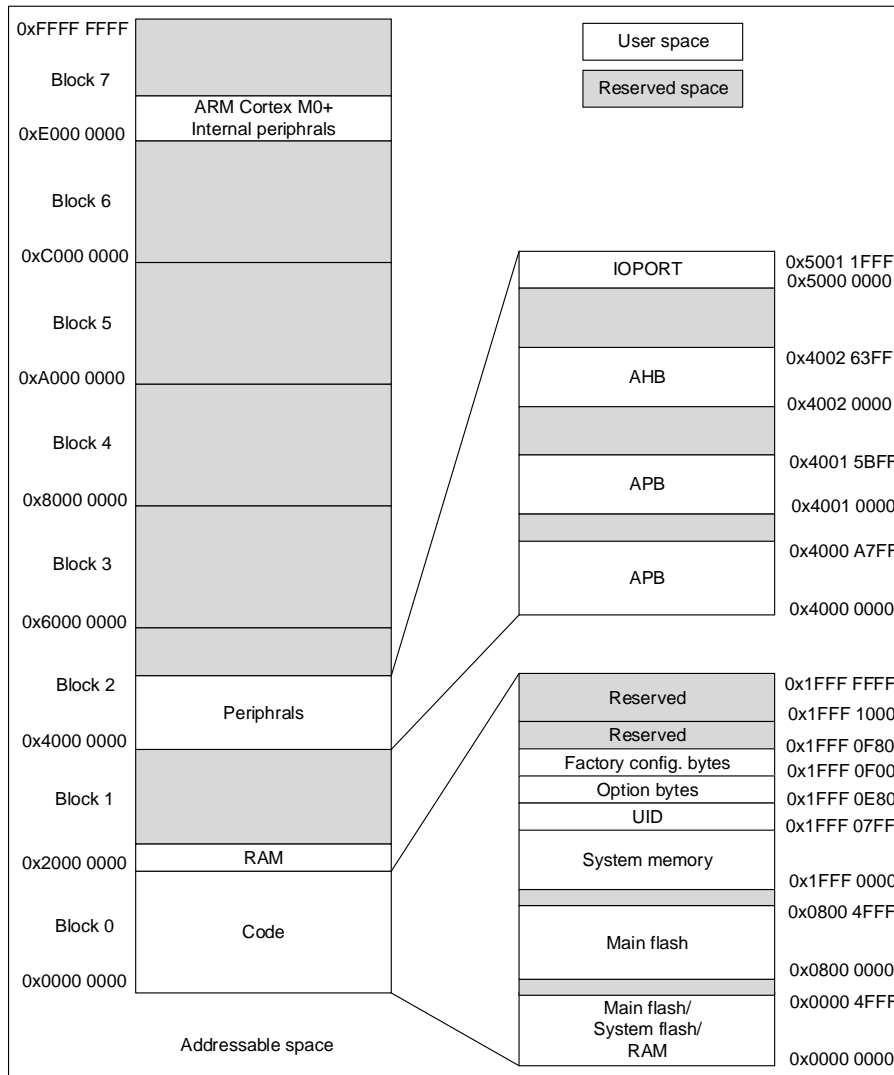 0xFFFF FFFF
Block 7
ARM Cortex M0+
Internal periphrals
0xE000 0000
Block 6
0xC000 0000
Block 5
0xA000 0000
Block 4
0x8000 0000
Block 3
0x6000 0000
Block 2
Periphrals
0x4000 0000
Block 1
0x2000 0000
RAM
Block 0
Code
0x0000 0000
Addressable space
User space
Reserved space
IOPORT
0x5001 1FFF
0x5000 0000
0x4002 63FF
AHB
0x4002 0000
0x4001 5BFF
APB
0x4001 0000
0x4000 A7FF
APB
0x4000 0000
0x1FFF FFFF
Reserved
0x1FFF 1000
Reserved
0x1FFF 0F80
Factory config. bytes
0x1FFF 0F00
Option bytes
0x1FFF 0E80
UID
0x1FFF 07FF
System memory
0x1FFF 0000
0x0800 4FFF
Main flash
0x0800 0000
0x0000 4FFF
Main flash/
System flash/
RAM
0x0000 0000